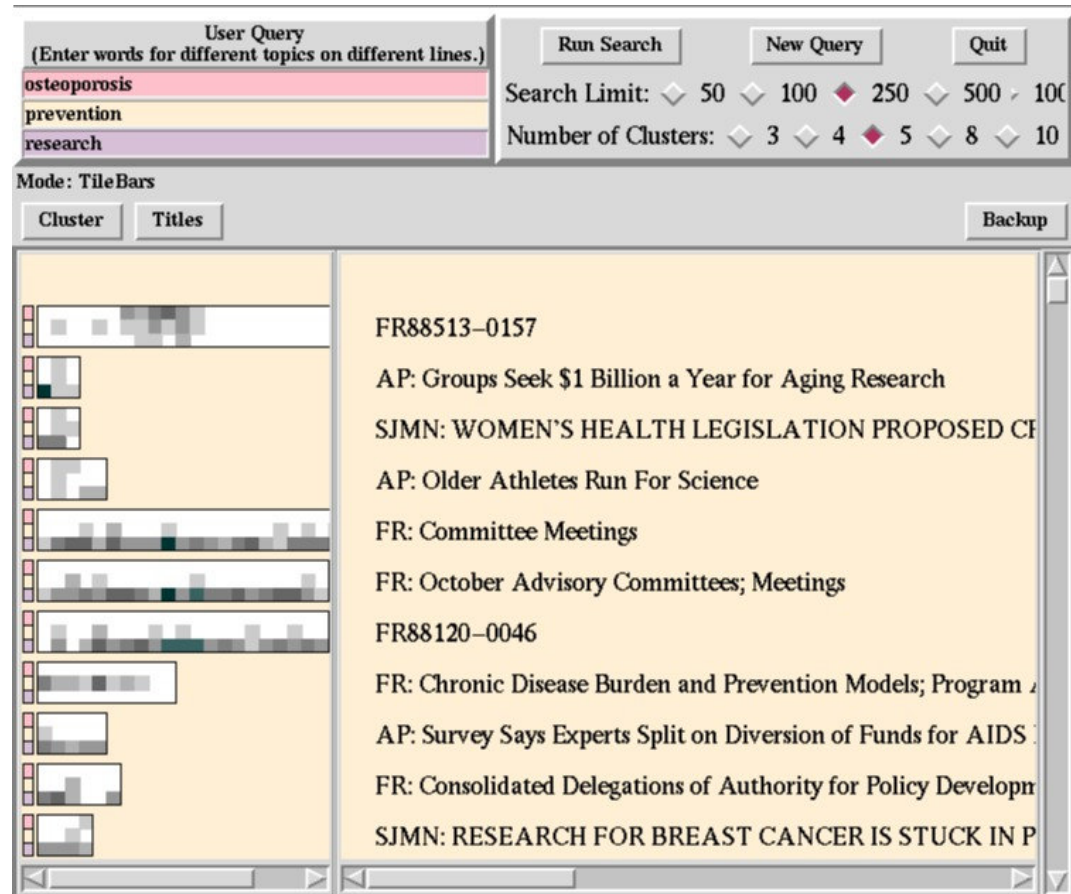 User Query
(Enter words for different topics on different lines.)
osteoporosis
prevention
research
Run Search New Query Quit
Search Limit: 50 100 250 500 100
Number of Clusters: 3 4 5 8 10
Mode: TileBars
Cluster Titles Backup
FR88513-0157
AP: Groups Seek $1 Billion a Year for Aging Research
SJMN: WOMEN'S HEALTH LEGISLATION PROPOSED
AP: Older Athletes Run For Science
FR: Committee Meetings
FR: October Advisory Committees; Meetings
FR88120-0046
FR: Chronic Disease Burden and Prevention Models; Program
AP: Survey Says Experts Split on Diversion of Funds for AIDS
FR: Consolidated Delegations of Authority for Policy
SJMN: RESEARCH FOR BREAST CANCER IS STUCK IN